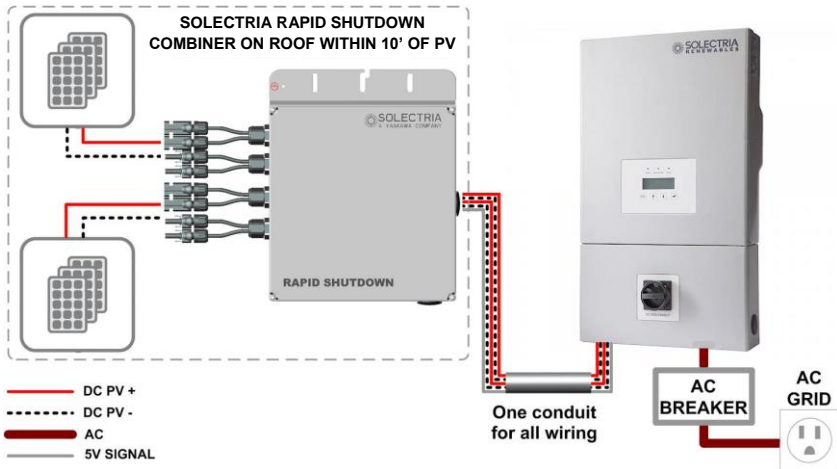 SOLECTRIA RAPID SHUTDOWN
COMBINER ON ROOF WITHIN 10’ OF PV
SOLECTRIA
A YASKAWA COMPANY
RAPID SHUTDOWN
SOLECTRIA
RENEWABLES
One conduit
for all wiring
AC
BREAKER
AC
GRID
DC PV +
DC PV -
AC
5V SIGNAL